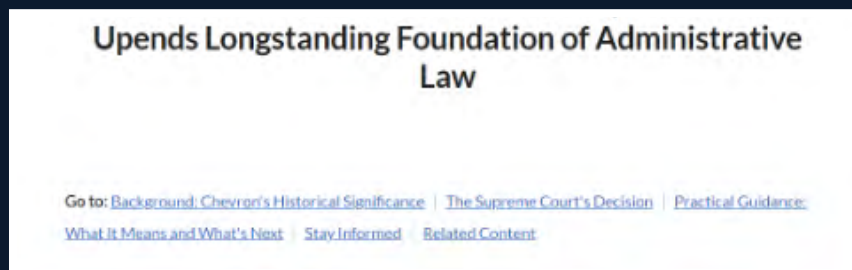 Upends Longstanding Foundation of Administrative
Law
Go to: Background: Chevron's Historical Significance | The Supreme Court's Decision | Practical Guidance:
What It Means and What's Next | Stay Informed | Related Content